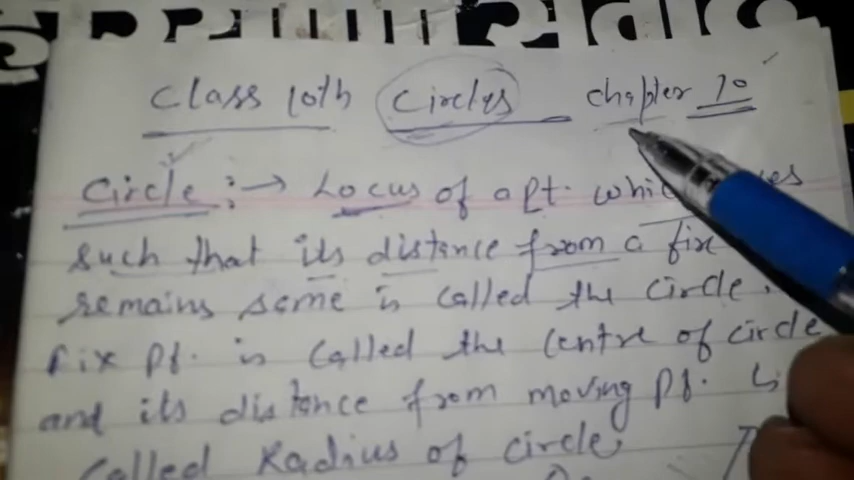 Class 10th Circles chapter 10
Circle :→ Locus of a pt.
such that its distance from a fix
remains same is called the circle.
Fix pt. is called the centre of circle
and its distance from moving pt. is
called Radius of circle.